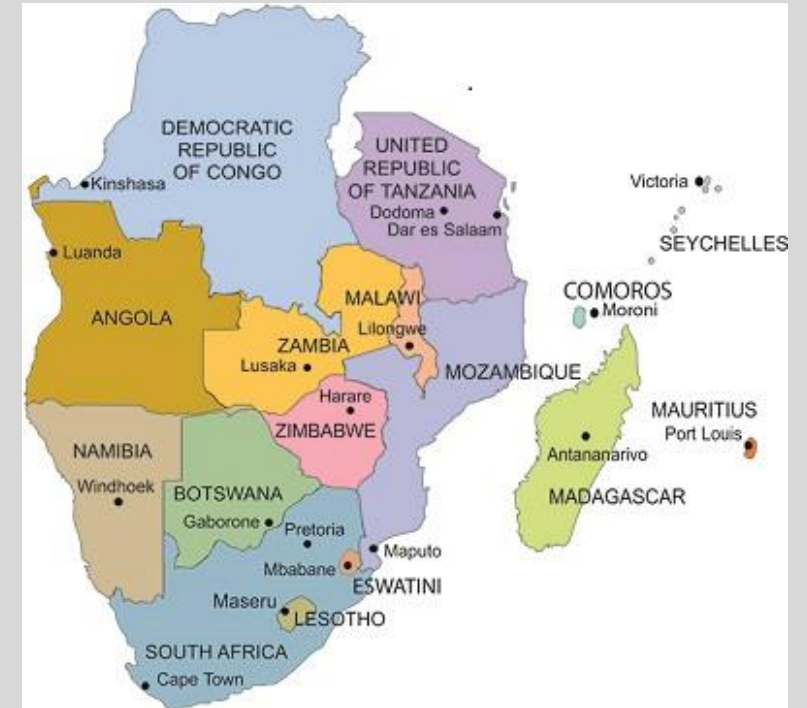 DEMOCRATIC
REPUBLIC
OF CONGO
Kinshasa
UNITED
REPUBLIC
OF TANZANIA
Dodoma
Dar es Salaam
Victoria
SEYCHELLES
Luanda
ANGOLA
MALAWI
Lilongwe
COMOROS
Moroni
ZAMBIA
Lusaka
MOZAMBIQUE
Harare
ZIMBABWE
MAURITIUS
Port Louis
Antananarivo
MADAGASCAR
NAMIBIA
Windhoek
BOTSWANA
Gaborone
Pretoria
Maputo
Mbabane
ESWATINI
Maseru
LESOTHO
SOUTH AFRICA
Cape Town